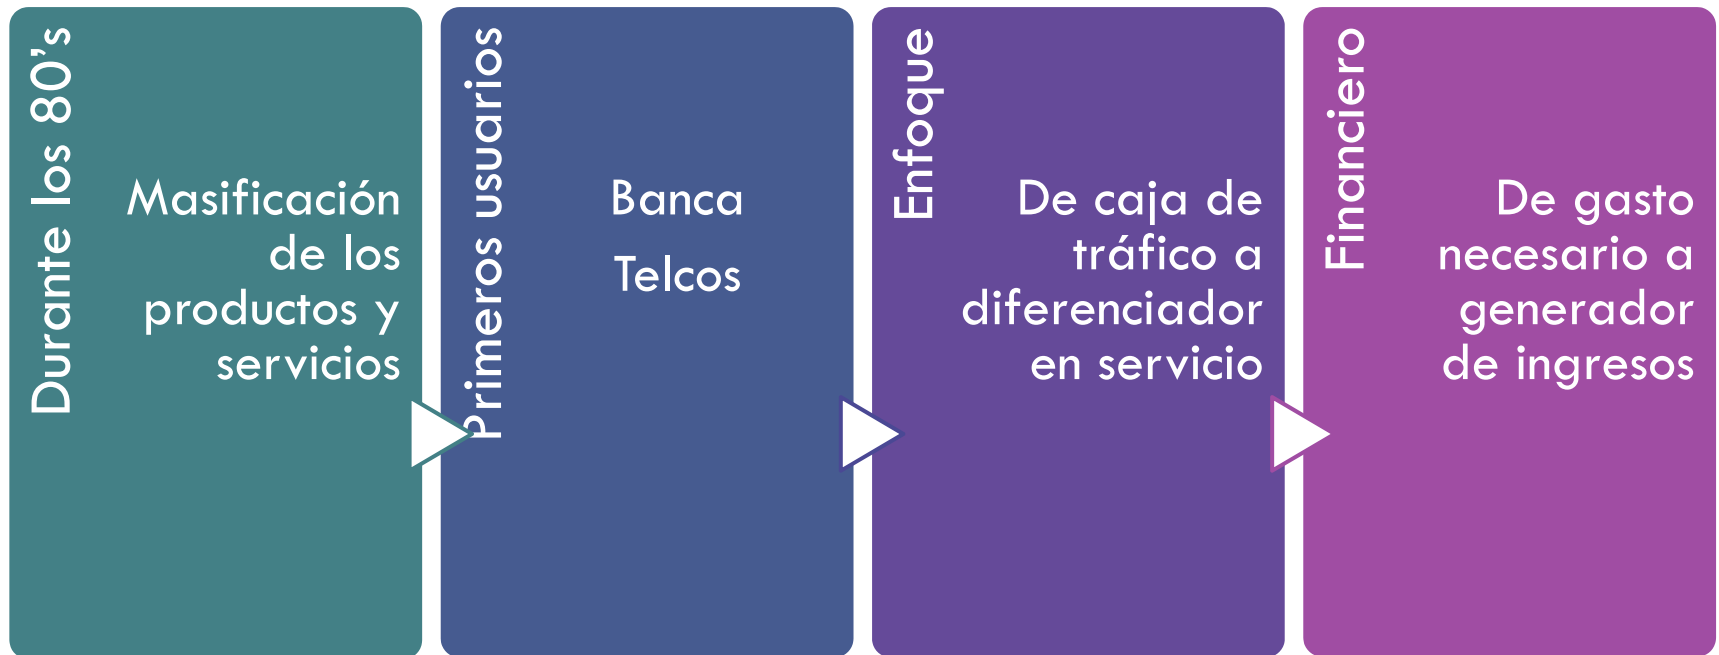 Durante los 80's
Masificación
de los
productos y
servicios
Primeros usuarios
Banca
Telcos
Enfoque
De caja de
tráfico a
diferenciador
en servicio
Financiero
De gasto
necesario a
generador
de ingresos